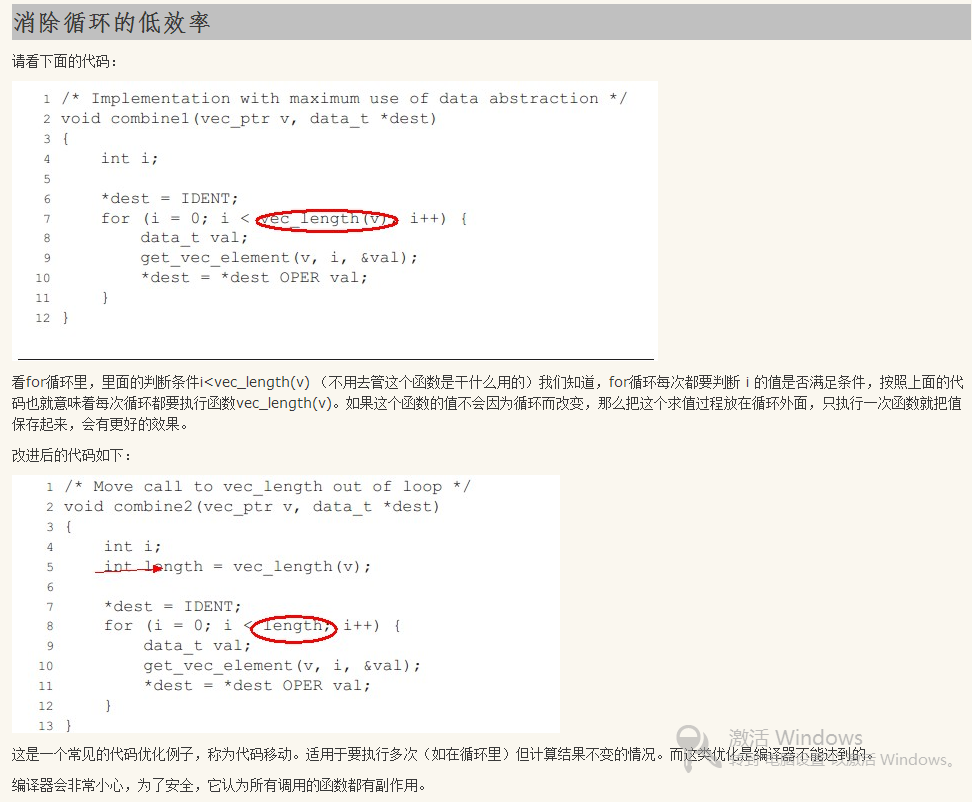 消除循环的低效率
请看下面的代码：
1 /* Implementation with maximum use of data abstraction */
2 void combine1(vec_ptr v, data_t *dest)
3 {
4     int i;
5
6     *dest = IDENT;
7     for (i = 0; i < vec_length(v); i++) {
8         data_t val;
9         get_vec_element(v, i, &val);
10         *dest = *dest OPER val;
11     }
12 }
看for循环里，里面的判断条件i<vec_length(v) （不用去管这个函数是干什么用的）我们知道，for循环每次都要判断 i 的值是否满足条件，按照上面的代
码也就意味着每次循环都要执行函数vec_length(v)。如果这个函数的值不会因为循环而改变，那么把这个求值过程放在循环外面，只执行一次函数就把值
保存起来，会有更好的效果。
改进后的代码如下：
1 /* Move call to vec_length out of loop */
2 void combine2(vec_ptr v, data_t *dest)
3 {
4     int i;
5     int length = vec_length(v);
6
7     *dest = IDENT;
8     for (i = 0; i < length; i++) {
9         data_t val;
10         get_vec_element(v, i, &val);
11         *dest = *dest OPER val;
12     }
13 }
这是一个常见的代码优化例子，称为代码移动。适用于要执行多次（如在循环里）但计算结果不变的情况。而这类优化是编译器不能达到的。
编译器会非常小心，为了安全，它认为所有调用的函数都有副作用。
激活 Windows
转到"电脑设置"以激活 Windows。